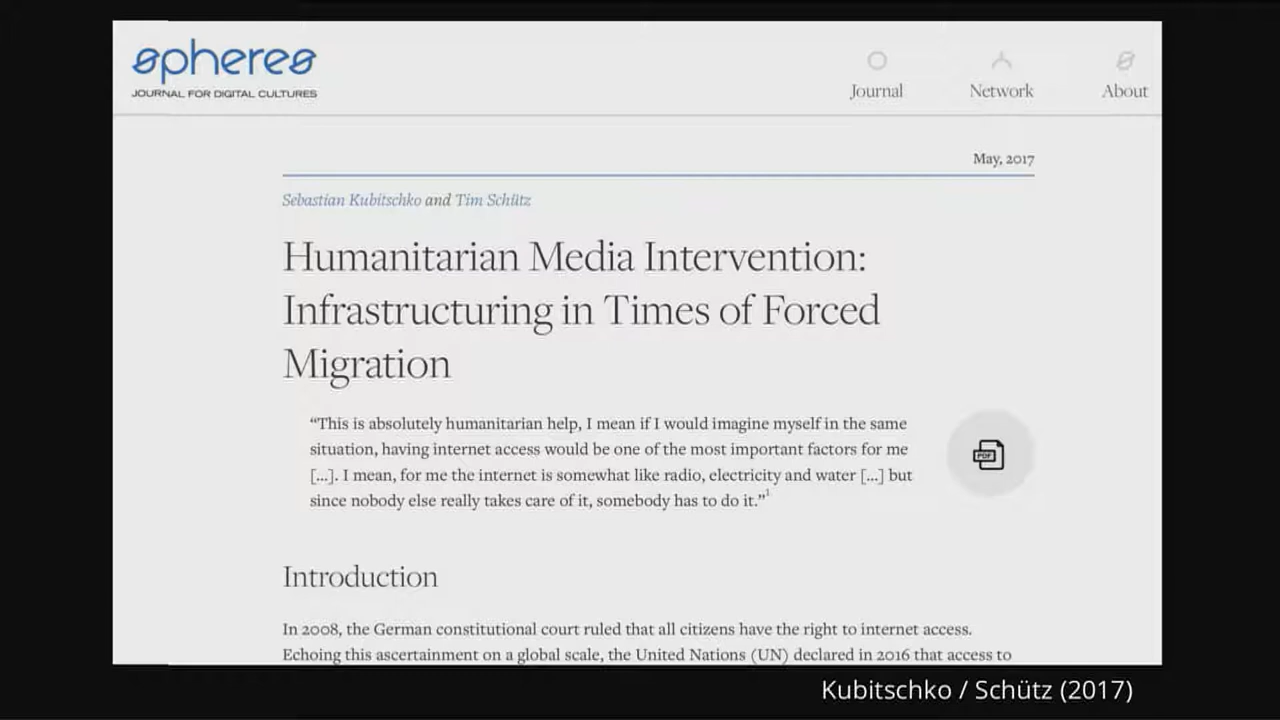 spheres
JOURNAL FOR DIGITAL CULTURES
Journal
Network
About
May, 2017
Sebastian Kubitschko and Tim Schütz
Humanitarian Media Intervention:
Infrastructuring in Times of Forced
Migration
“This is absolutely humanitarian help, I mean if I would imagine myself in the same
situation, having internet access would be one of the most important factors for me
[...]. I mean, for me the internet is somewhat like radio, electricity and water [...] but
since nobody else really takes care of it, somebody has to do it.”1
PDF
Introduction
In 2008, the German constitutional court ruled that all citizens have the right to internet access.
Echoing this ascertainment on a global scale, the United Nations (UN) declared in 2016 that access to
Kubitschko / Schütz (2017)